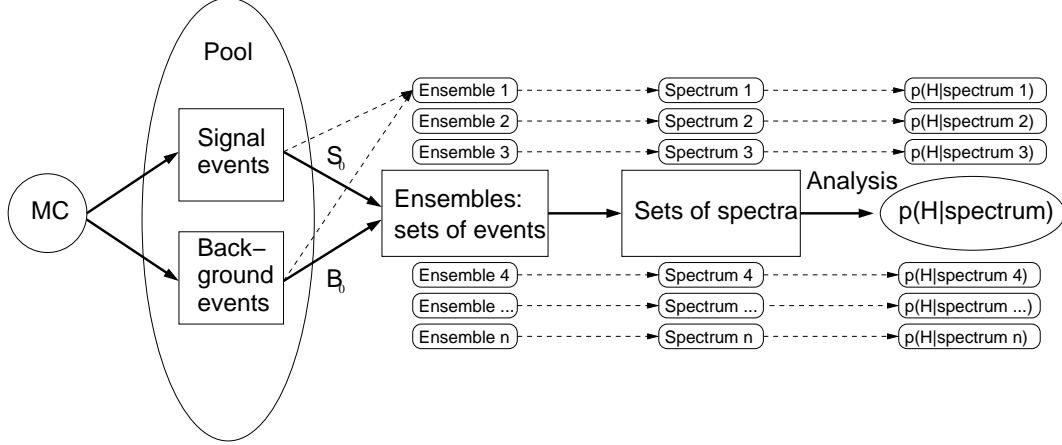 Pool
MC
Signal
events
Back−
ground
events
S0
B0
Ensemble 1
Ensemble 2
Ensemble 3
Ensembles:
sets of events
Ensemble 4
Ensemble ...
Ensemble n
Spectrum 1
Spectrum 2
Spectrum 3
Sets of spectra
Spectrum 4
Spectrum ...
Spectrum n
Analysis
p(H|spectrum 1)
p(H|spectrum 2)
p(H|spectrum 3)
p(H|spectrum)
p(H|spectrum 4)
p(H|spectrum ...)
p(H|spectrum n)